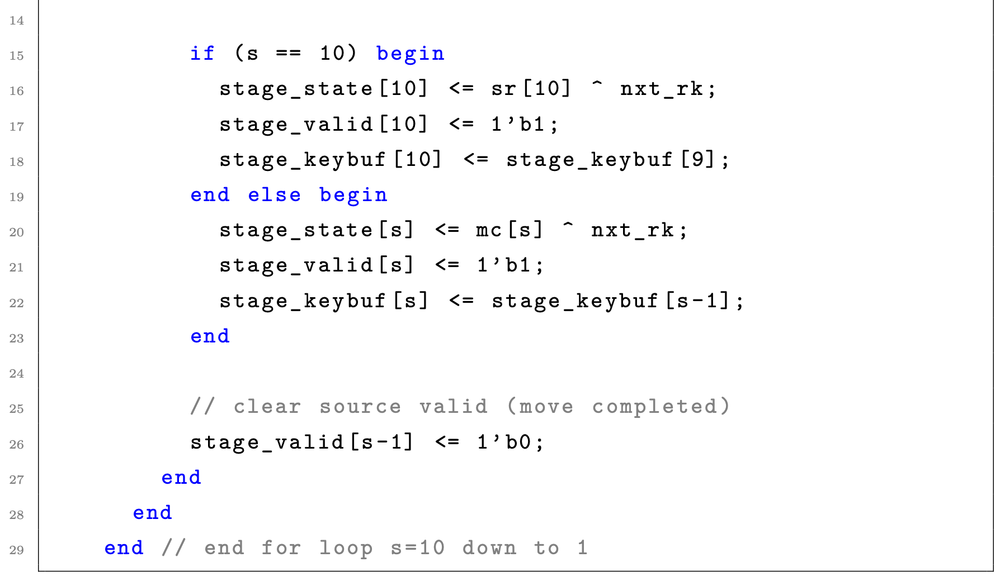 14
15 if (s == 10) begin
16 stage_state[10] <= sr[10] ^ nxt_rk;
17 stage_valid[10] <= 1'b1;
18 stage_keybuf[10] <= stage_keybuf[9];
19 end else begin
20 stage_state[s] <= mc[s] ^ nxt_rk;
21 stage_valid[s] <= 1'b1;
22 stage_keybuf[s] <= stage_keybuf[s-1];
23 end
24
25 // clear source valid (move completed)
26 stage_valid[s-1] <= 1'b0;
27 end
28 end
29 end // end for loop s=10 down to 1